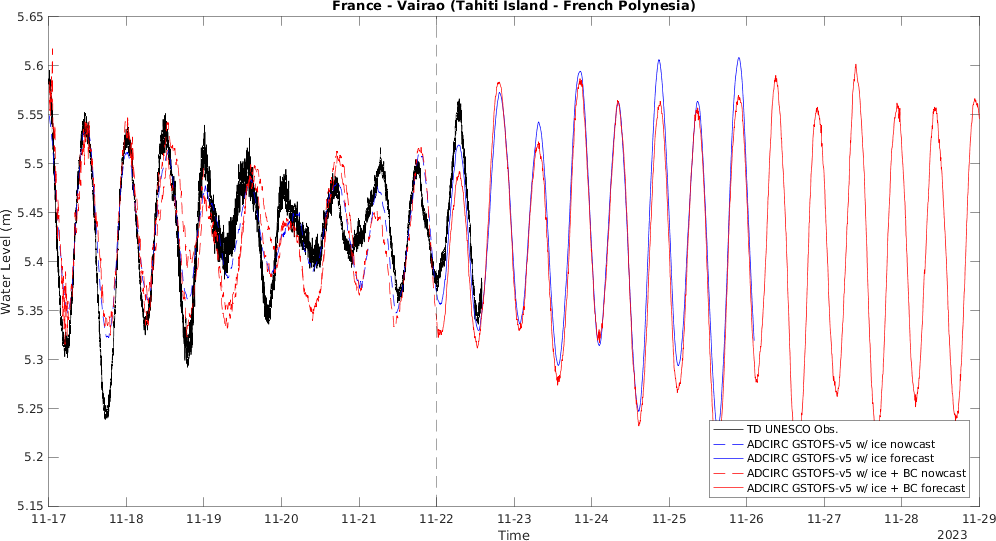 France - Vairao (Tahiti Island - French Polynesia)
5.65
5.6
5.55
5.5
5.45
5.4
5.35
5.3
5.25
5.2
5.15
Water Level (m)
11-17 11-18 11-19 11-20 11-21 11-22 11-23 11-24 11-25 11-26 11-27 11-28 11-29
Time
2023
TD UNESCO Obs.
ADCIRC GSTOFS-v5 w/ ice nowcast
ADCIRC GSTOFS-v5 w/ ice forecast
ADCIRC GSTOFS-v5 w/ ice + BC nowcast
ADCIRC GSTOFS-v5 w/ ice + BC forecast